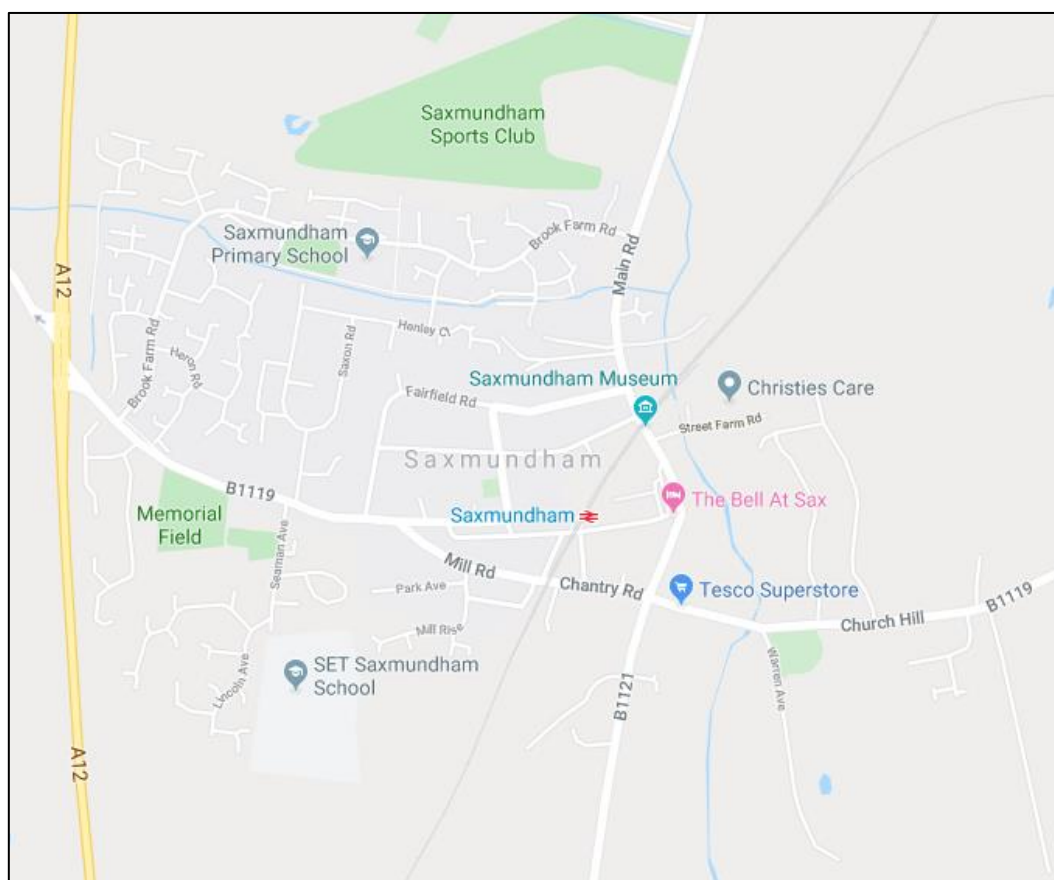 Saxmundham
Sports Club
Saxmundham
Primary School
Brook Farm Rd
Main Rd
A12
Henley Cl
Saxon Rd
Heron Rd
Brook Farm Rd
Saxmundham Museum
Christies Care
Fairfield Rd
Street Farm Rd
Saxmundham
B1119
The Bell At Sax
Memorial
Field
Saxmundham
Seaman Ave
Mill Rd
Park Ave
Chantry Rd
Tesco Superstore
B1119
Church Hill
Mill Rise
SET Saxmundham
School
Lincoln Ave
Warren Ave
B1121
A12